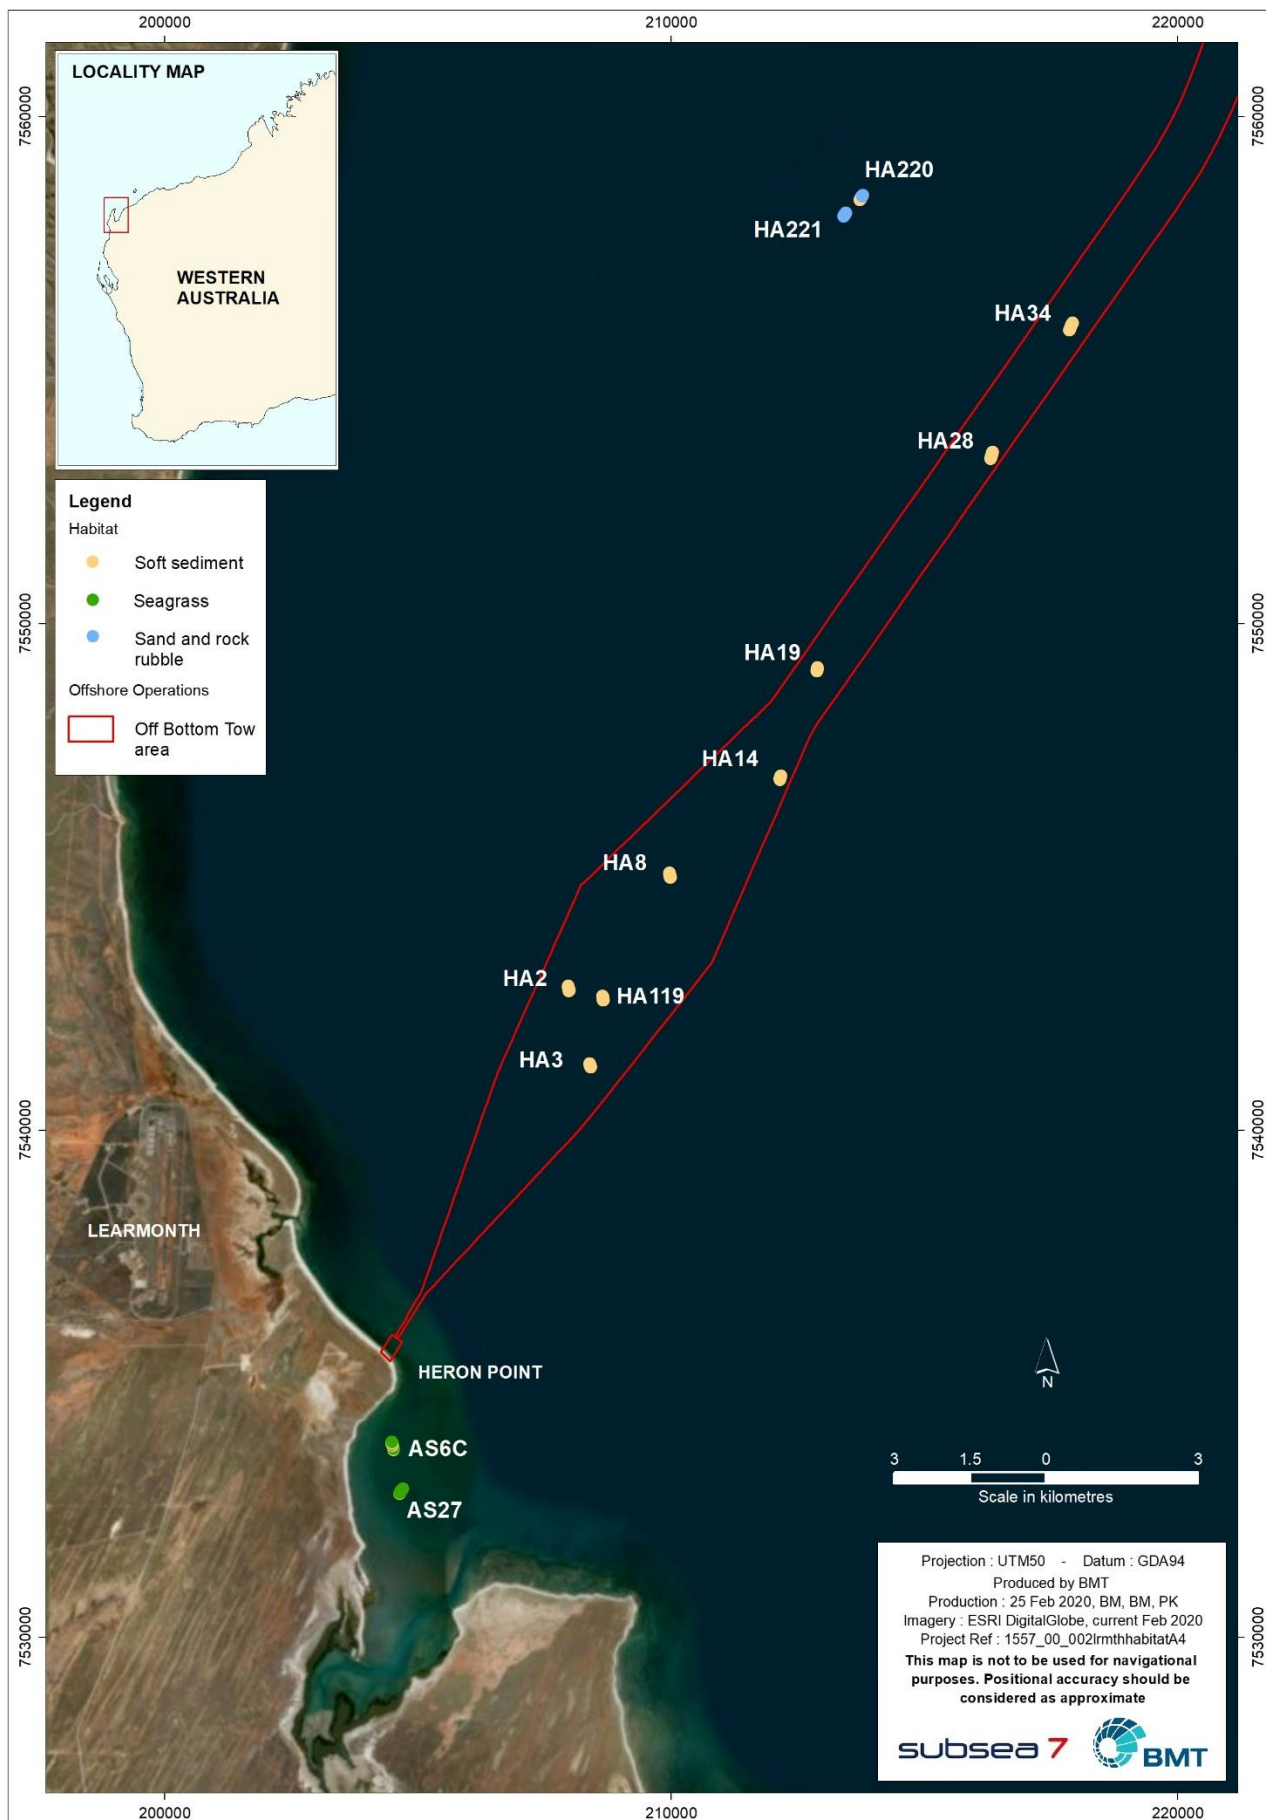 200000
210000
220000
LOCALITY MAP
WESTERN
AUSTRALIA
7560000
7560000
HA220
HA221
HA34
HA28
Legend
Habitat
Soft sediment
Seagrass
Sand and rock
rubble
Offshore Operations
Off Bottom Tow
area
7550000
7550000
HA19
HA14
HA8
HA2
HA119
HA3
7540000
7540000
LEARMONTH
HERON POINT
N
AS6C
AS27
3 1.5 0 3
Scale in kilometres
Projection : UTM50 - Datum : GDA94
Produced by BMT
Production : 25 Feb 2020, BM, BM, PK
Imagery : ESRI DigitalGlobe, current Feb 2020
Project Ref : 1557_00_002lrmthhabitatA4
This map is not to be used for navigational
purposes. Positional accuracy should be
considered as approximate
subsea 7
BMT
7530000
7530000
200000
210000
220000